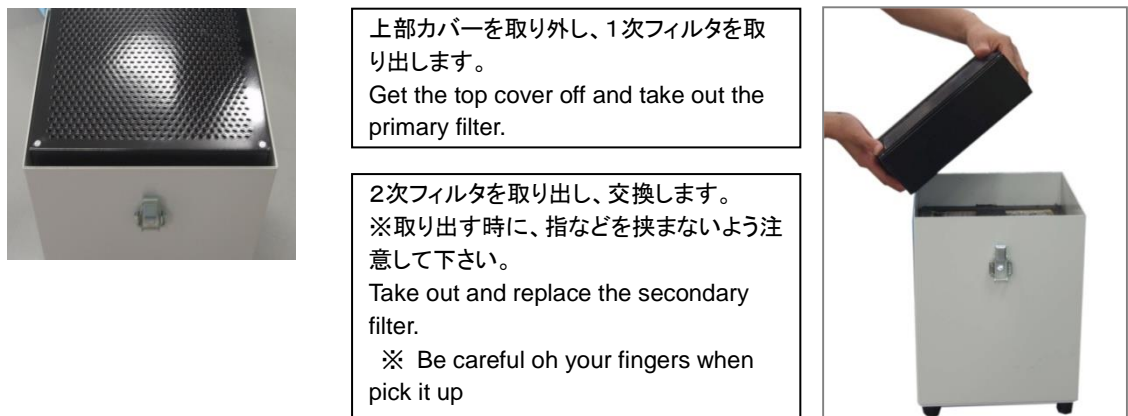 上部カバーを取り外し、１次フィルタを取
り出します。
Get the top cover off and take out the
primary filter.
２次フィルタを取り出し、交換します。
※取り出す時に、指などを挟まないよう注
意して下さい。
Take out and replace the secondary
filter.
※ Be careful oh your fingers when
pick it up